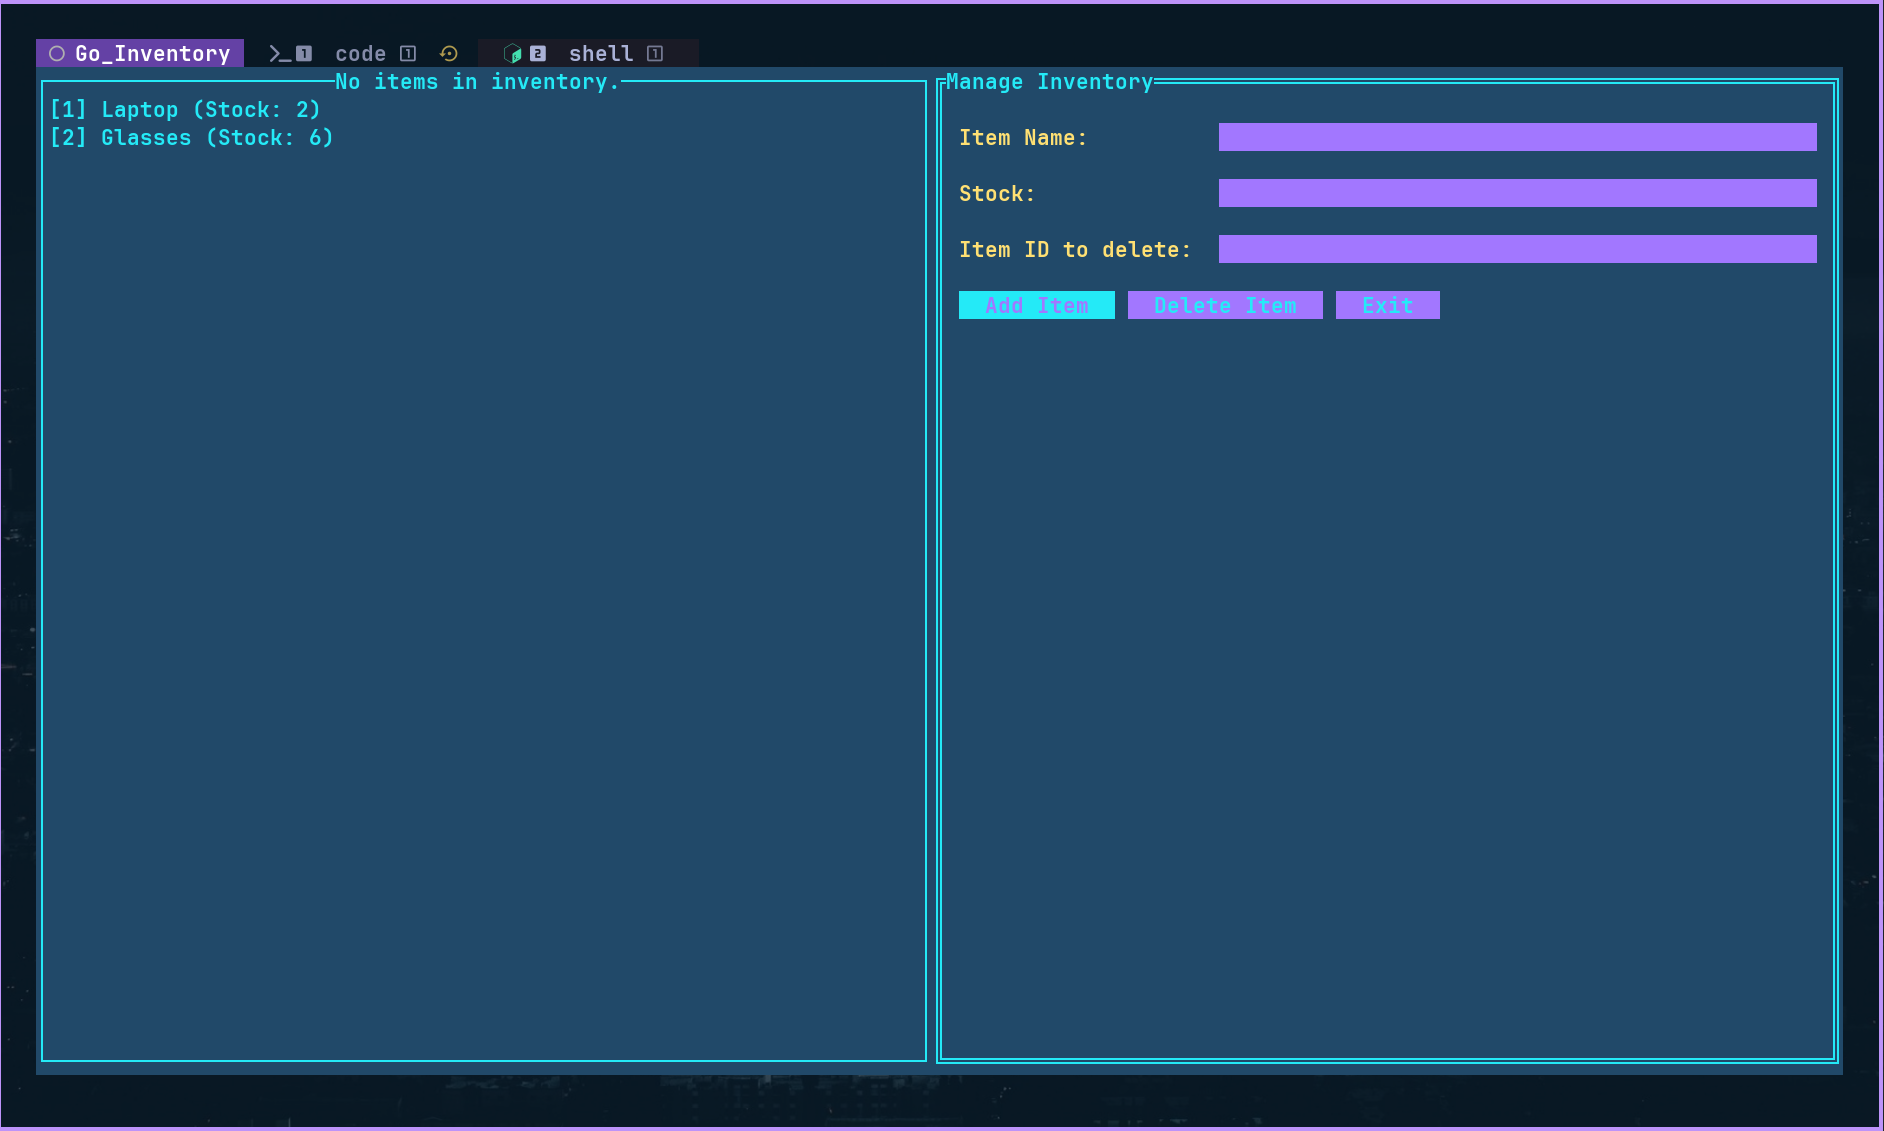 Go_Inventory 1 code 1 2 shell 1
No items in inventory.
[1] Laptop (Stock: 2)
[2] Glasses (Stock: 6)
Manage Inventory
Item Name:
Stock:
Item ID to delete:
Add Item Delete Item Exit